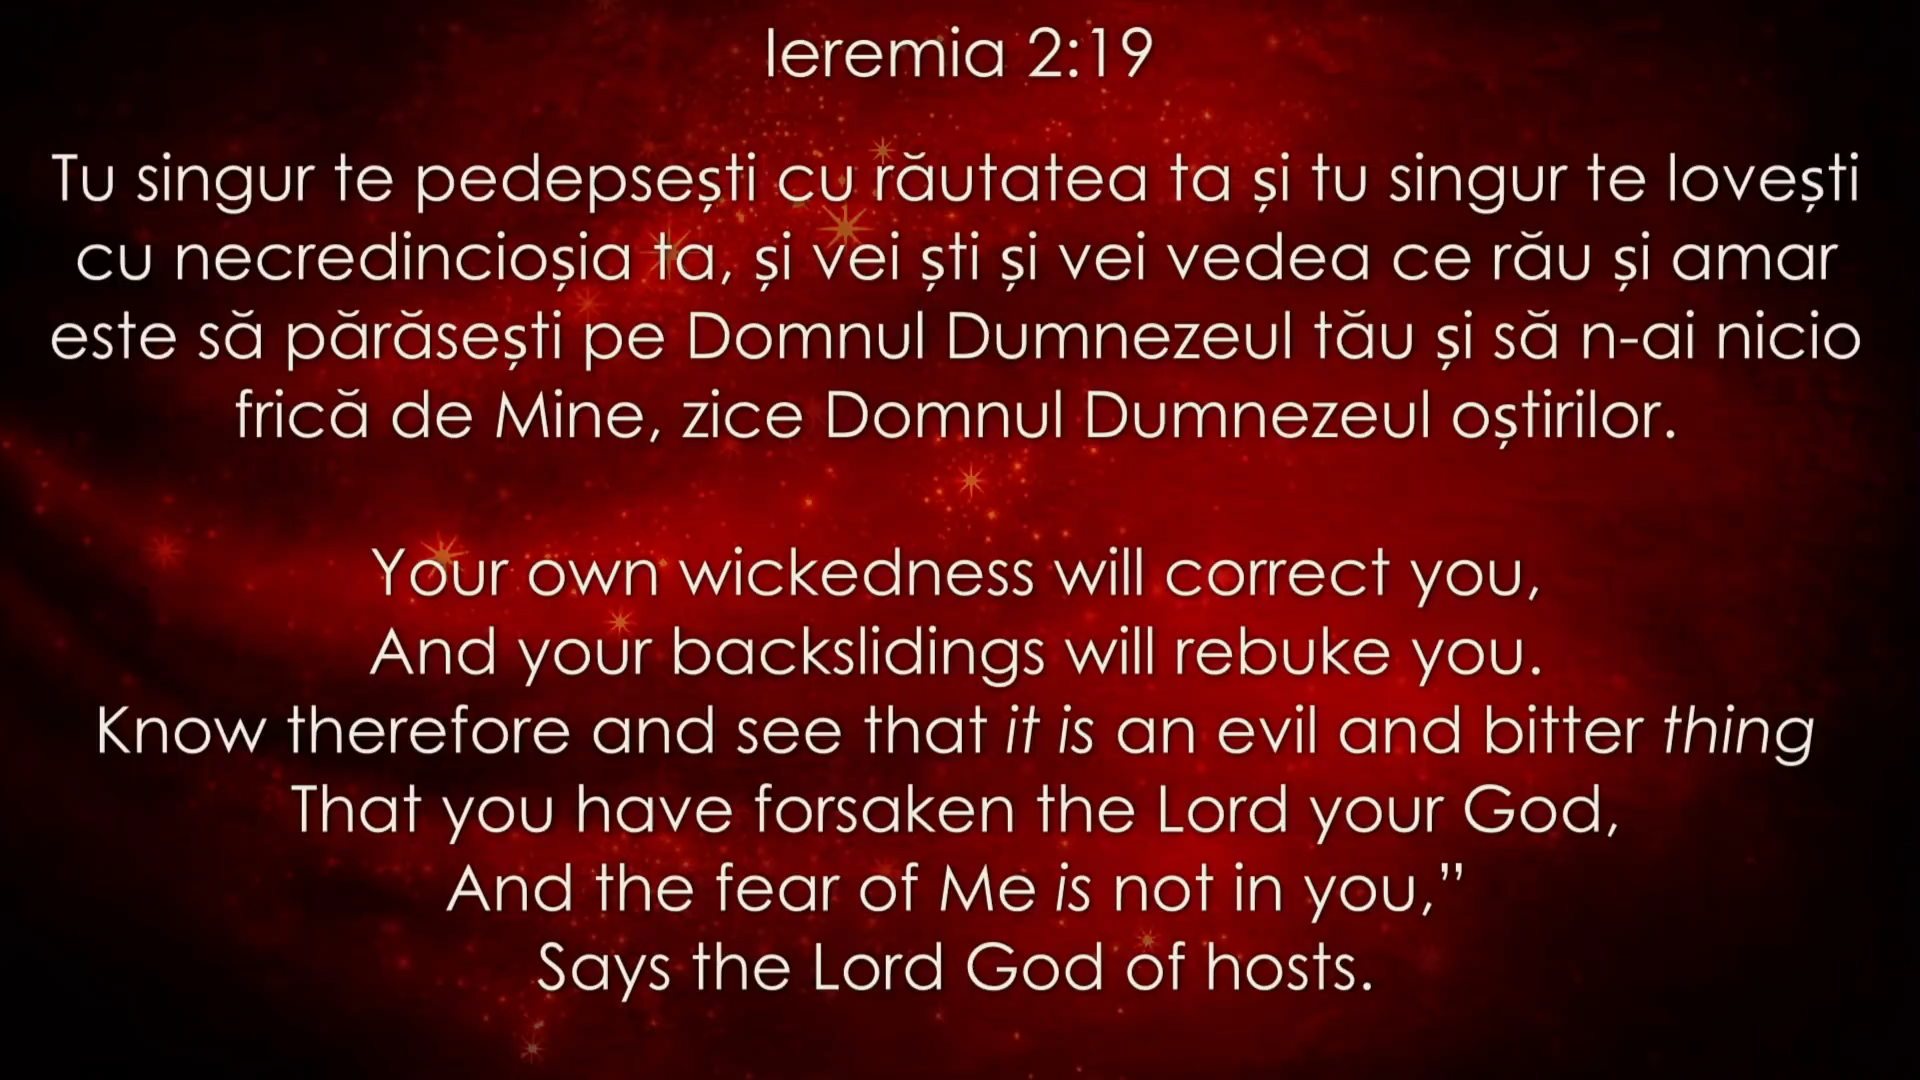 Ieremia 2:19
Tu singur te pedepsești cu răutatea ta și tu singur te lovești
cu necredincioșia ta, și vei ști și vei vedea ce rău și amar
este să părăsești pe Domnul Dumnezeul tău și să n-ai nicio
frică de Mine, zice Domnul Dumnezeul oștirilor.
Your own wickedness will correct you,
And your backslidings will rebuke you.
Know therefore and see that it is an evil and bitter thing
That you have forsaken the Lord your God,
And the fear of Me is not in you,”
Says the Lord God of hosts.